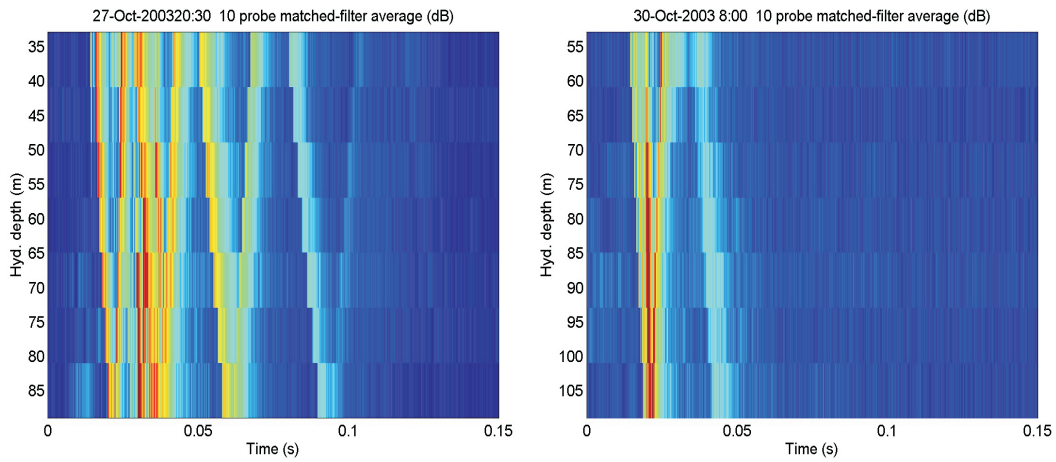 27-Oct-200320:30 10 probe matched-filter average (dB)
35
40
45
50
55
60
65
70
75
80
85
Hyd. depth (m)
0 0.05 0.1 0.15
Time (s)
30-Oct-2003 8:00 10 probe matched-filter average (dB)
55
60
65
70
75
80
85
90
95
100
105
Hyd. depth (m)
0 0.05 0.1 0.15
Time (s)